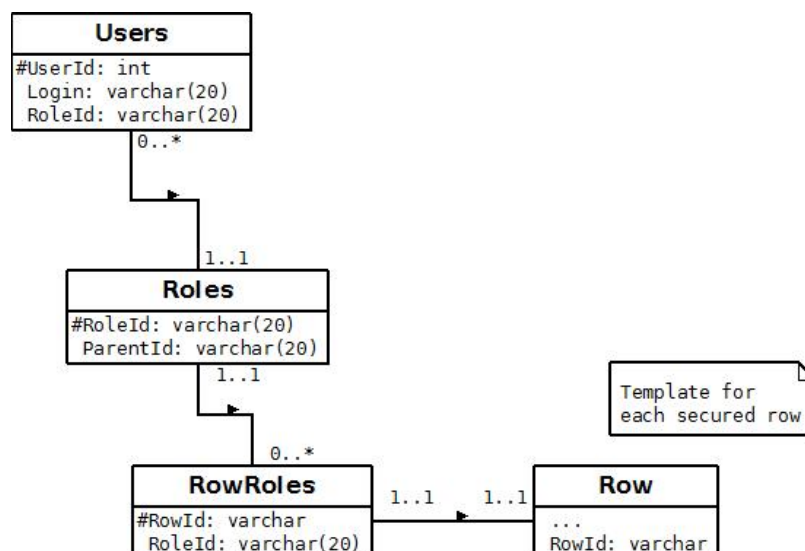 Users
#UserId: int
Login: varchar(20)
RoleId: varchar(20)
0..*
1..1
Roles
#RoleId: varchar(20)
ParentId: varchar(20)
1..1
Template for
each secured row
0..*
RowRoles
#RowId: varchar
RoleId: varchar(20)
1..1
1..1
Row
...
RowId: varchar